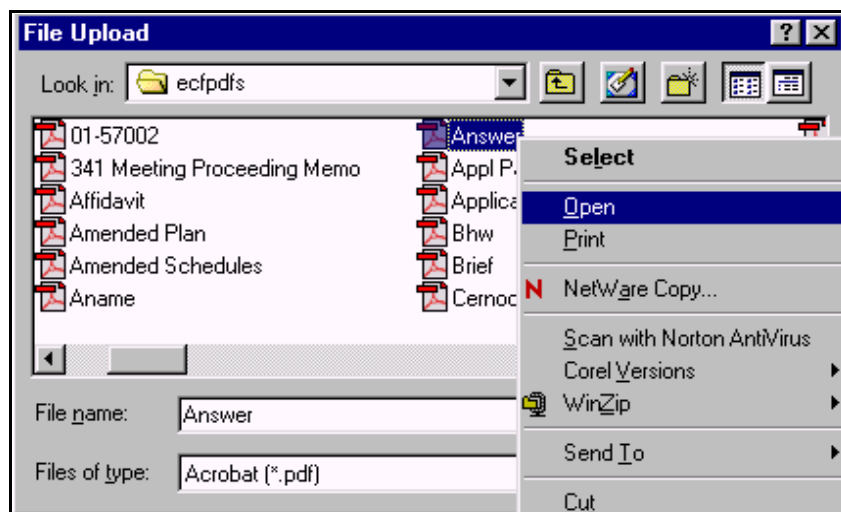 File Upload
Look in: ecfpdfs
01-57002
341 Meeting Proceeding Memo
Affidavit
Amended Plan
Amended Schedules
Aname
Answer
Appl
Applica
Bhw
Brief
Cernoc
Select
Open
Print
NetWare Copy...
Scan with Norton AntiVirus
Corel Versions
WinZip
Send To
Cut
File name: Answer
Files of type: Acrobat (*.pdf)